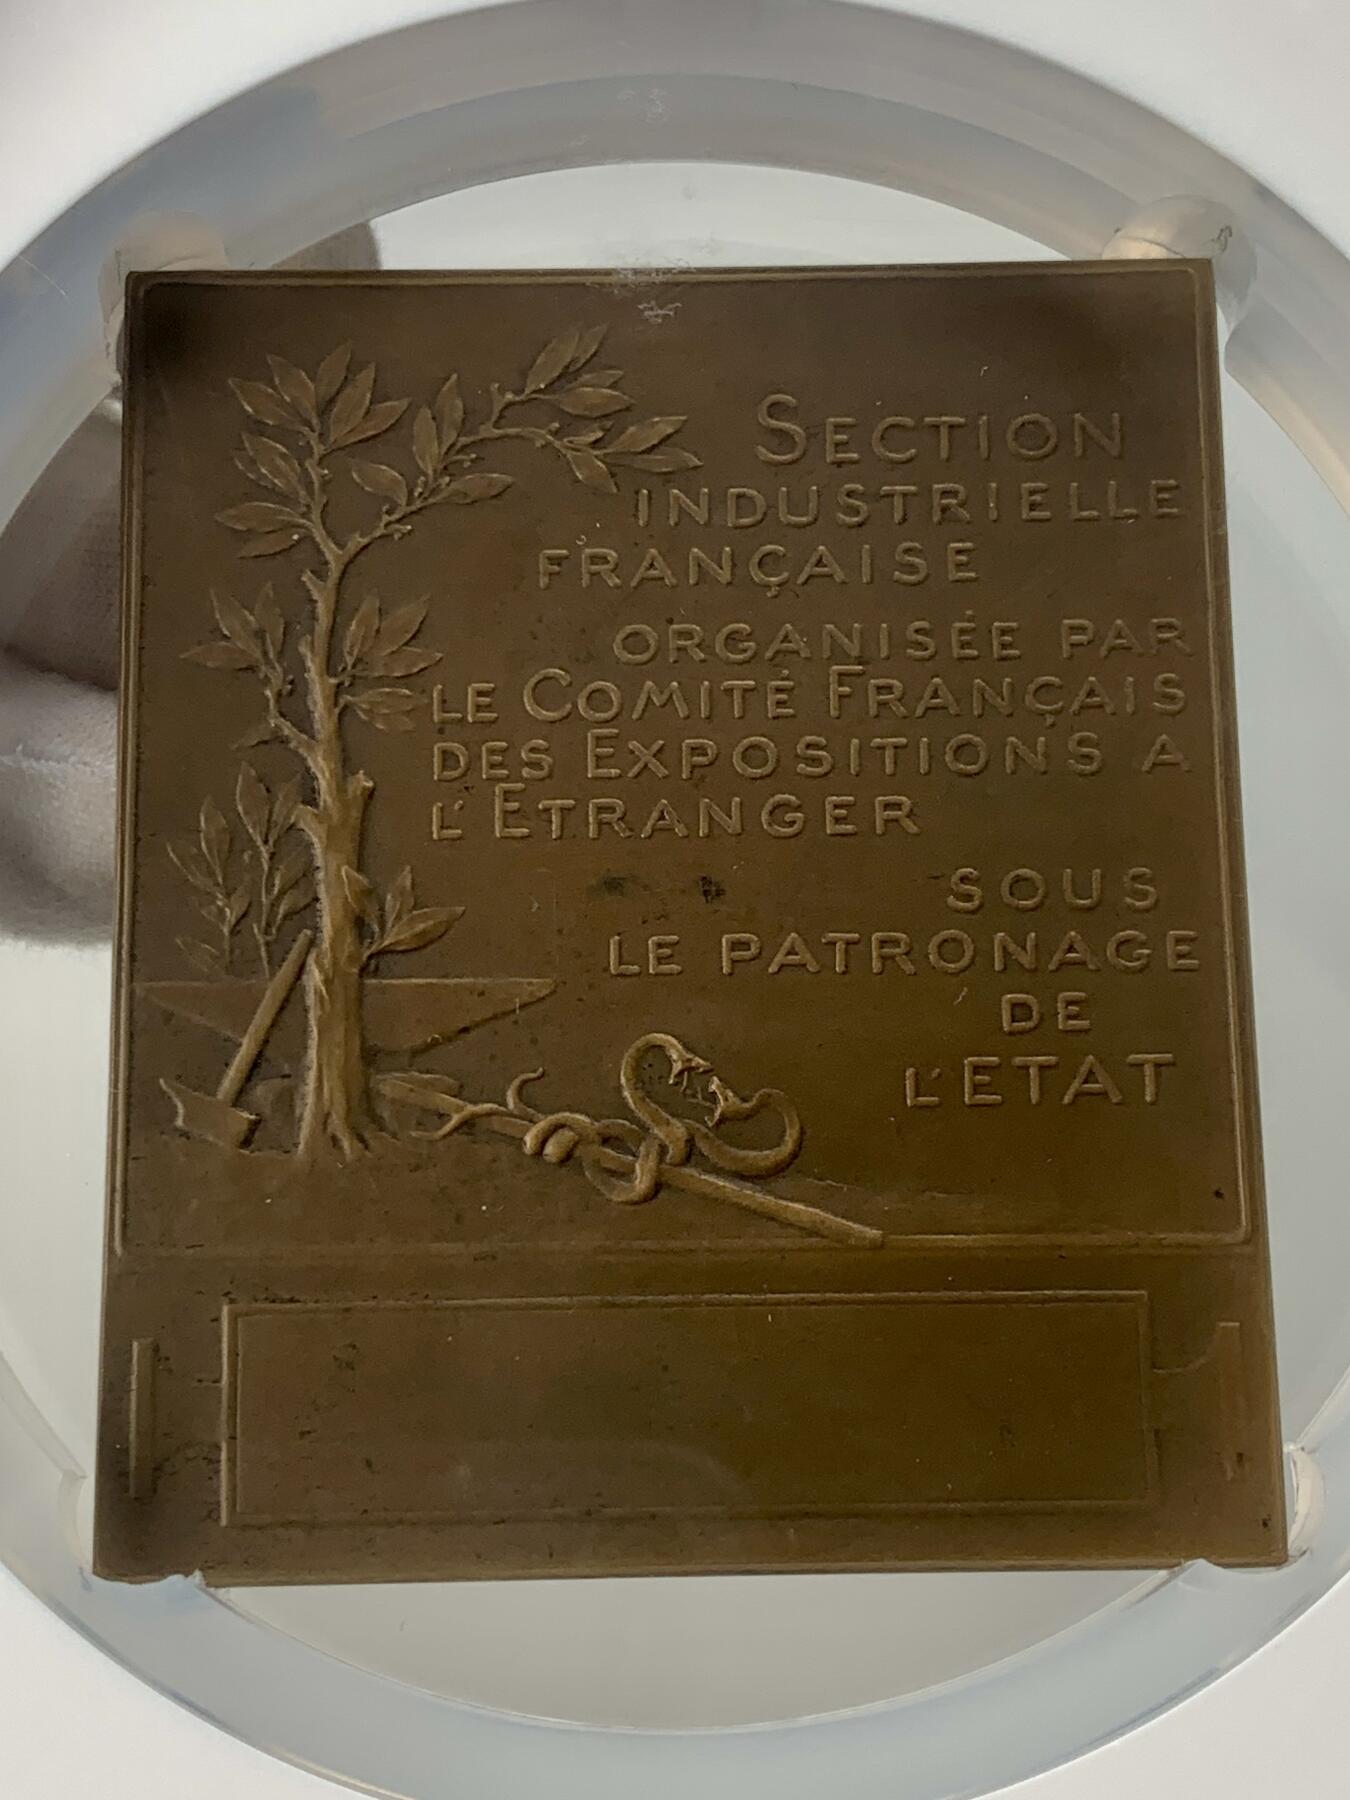 SECTION
INDUSTRIELLE
FRANÇAISE
ORGANISÉE PAR
LE COMITÉ FRANÇAIS
DES EXPOSITIONS A
L'ETRANGER
SOUS
LE PATRONAGE
DE
L'ETAT